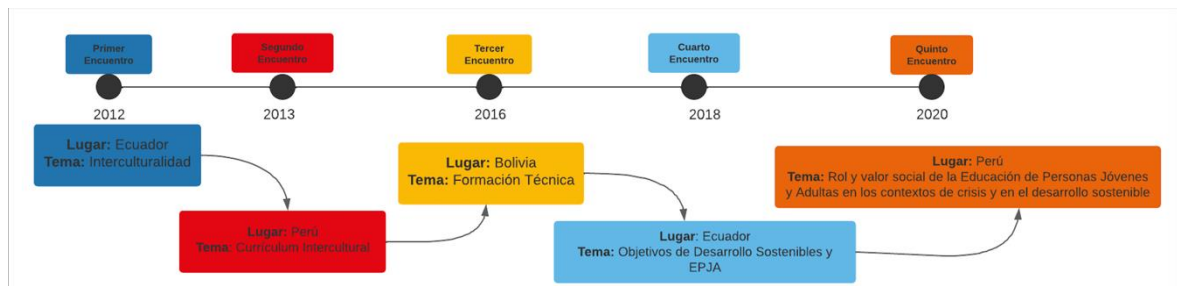 Primer
Encuentro
Segundo
Encuentro
Tercer
Encuentro
Cuarto
Encuentro
Quinto
Encuentro
2012
2013
2016
2018
2020
Lugar: Ecuador
Tema: Interculturalidad
Lugar: Perú
Tema: Currículum Intercultural
Lugar: Bolivia
Tema: Formación Técnica
Lugar: Ecuador
Tema: Objetivos de Desarrollo Sostenibles y
EPJA
Lugar: Perú
Tema: Rol y valor social de la Educación de Personas Jóvenes
y Adultas en los contextos de crisis y en el desarrollo sostenible